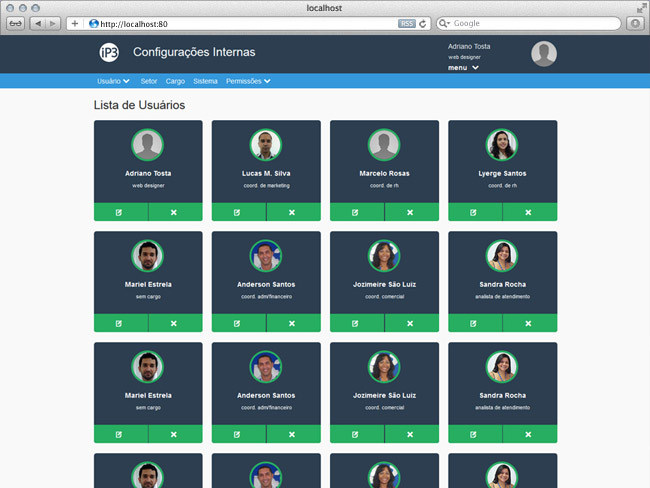 localhost
http://localhost:80
RSS
Google
iP3
Configurações Internas
Adriano Tosta
web designer
menu
Usuário
Setor
Cargo
Sistema
Permissões
Lista de Usuários
Adriano Tosta
web designer
Lucas M. Silva
coord. de marketing
Marcelo Rosas
coord. de rh
Lyerge Santos
coord. de rh
Mariel Estrela
sem cargo
Anderson Santos
coord. adm/financeiro
Jozimeire São Luiz
coord. comercial
Sandra Rocha
analista de atendimento
Mariel Estrela
sem cargo
Anderson Santos
coord. adm/financeiro
Jozimeire São Luiz
coord. comercial
Sandra Rocha
analista de atendimento